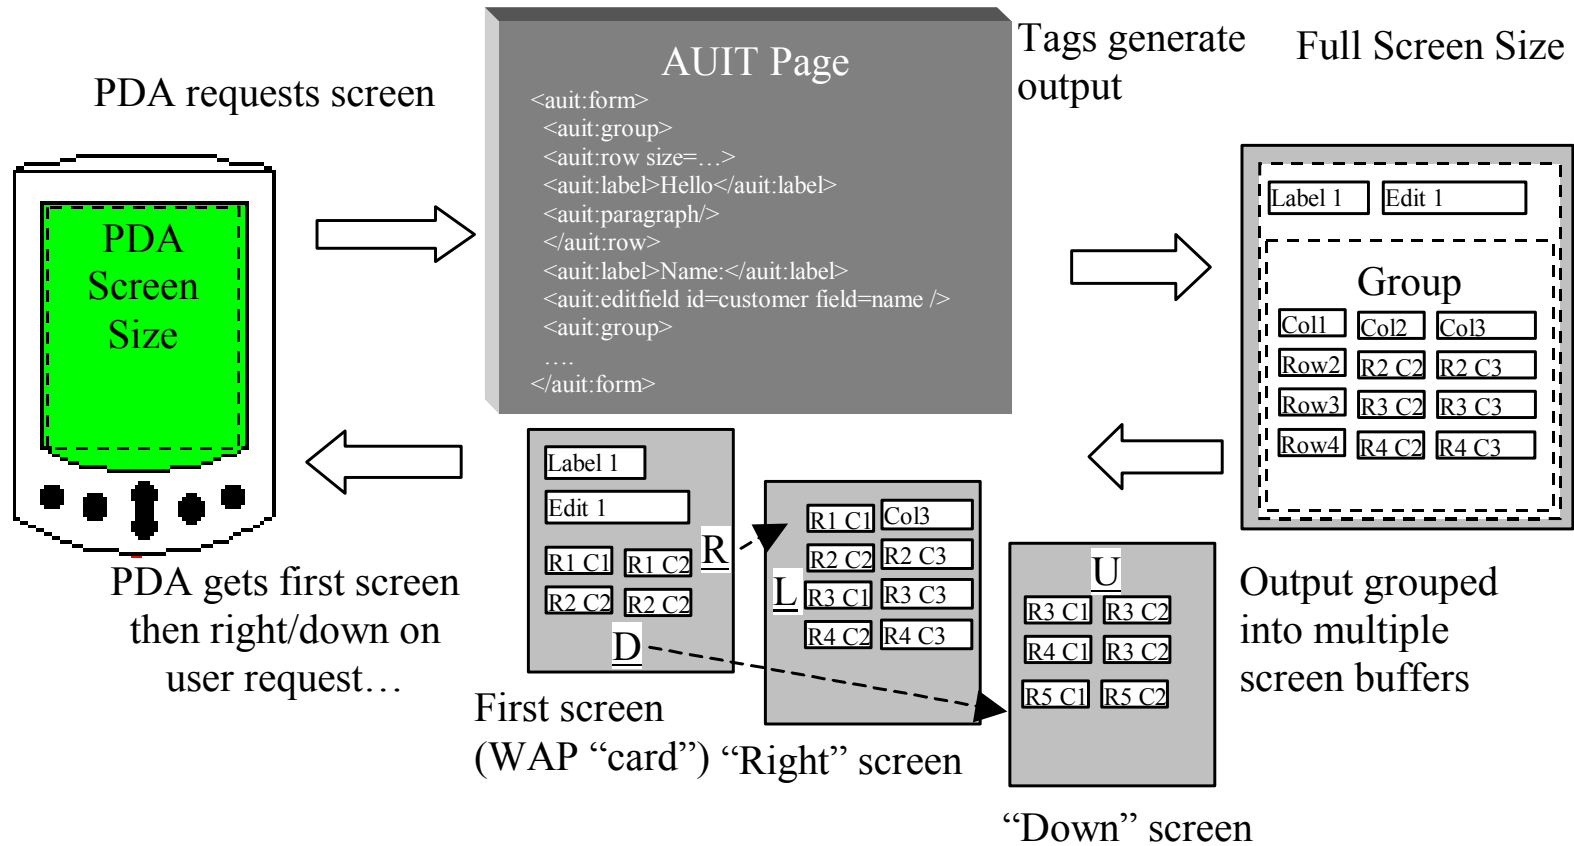 PDA requests screen
PDA
Screen
Size
AUIT Page
<auit:form>
<auit:group>
<auit:row size=…>
<auit:label>Hello</auit:label>
<auit:paragraph/>
</auit:row>
<auit:label>Name:</auit:label>
<auit:editfield id=customer field=name />
<auit:group>
….
</auit:form>
Tags generate
output
Full Screen Size
Label 1 Edit 1
Group
Col1 Col2 Col3
Row2 R2 C2 R2 C3
Row3 R3 C2 R3 C3
Row4 R4 C2 R4 C3
Output grouped
into multiple
screen buffers
Label 1
Edit 1
R1 C1 R1 C2 R
R2 C2 R2 C2
D
First screen
(WAP “card”)
R1 C1 Col3
R2 C2 R2 C3
L R3 C1 R3 C3
R4 C2 R4 C3
“Right” screen
U
R3 C1 R3 C2
R4 C1 R3 C2
R5 C1 R5 C2
“Down” screen
PDA gets first screen
then right/down on
user request…